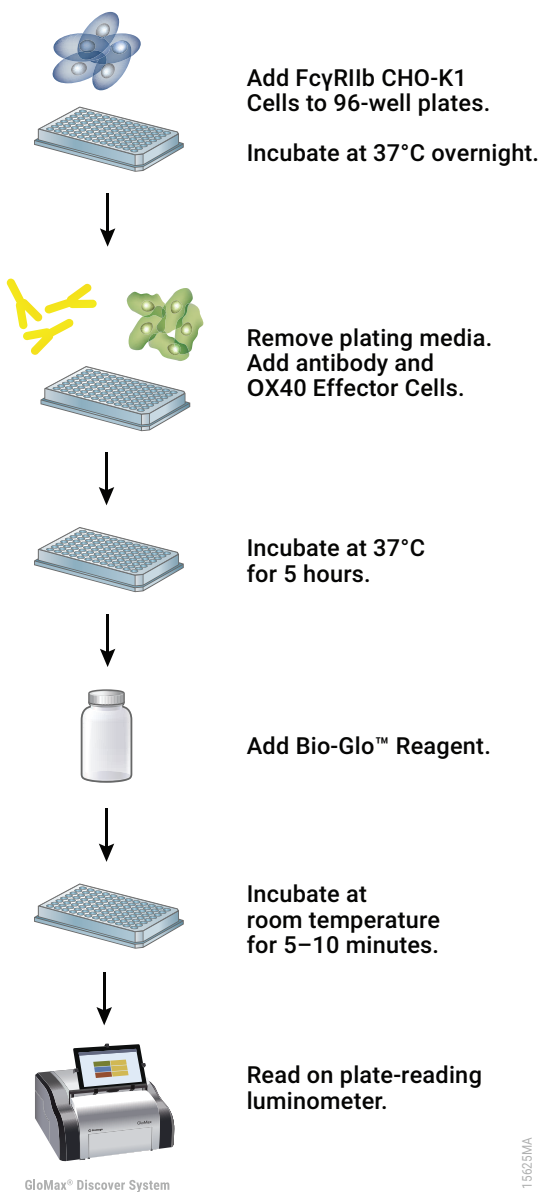 Add FcγRIIb CHO-K1
Cells to 96-well plates.
Incubate at 37°C overnight.
Remove plating media.
Add antibody and
OX40 Effector Cells.
Incubate at 37°C
for 5 hours.
Add Bio-Glo™ Reagent.
Incubate at
room temperature
for 5–10 minutes.
Read on plate-reading
luminometer.
GloMax® Discover System
15625MA